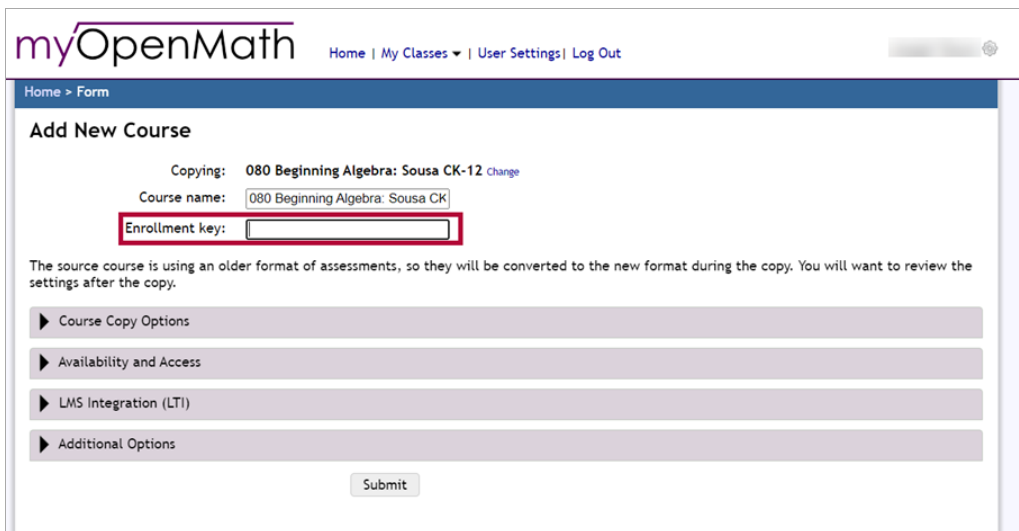 myOpenMath
Home | My Classes | User Settings| Log Out
Home > Form
Add New Course
Copying: 080 Beginning Algebra: Sousa CK-12 Change
Course name: 080 Beginning Algebra: Sousa CK
Enrollment key:
The source course is using an older format of assessments, so they will be converted to the new format during the copy. You will want to review the
settings after the copy.
Course Copy Options
Availability and Access
LMS Integration (LTI)
Additional Options
Submit